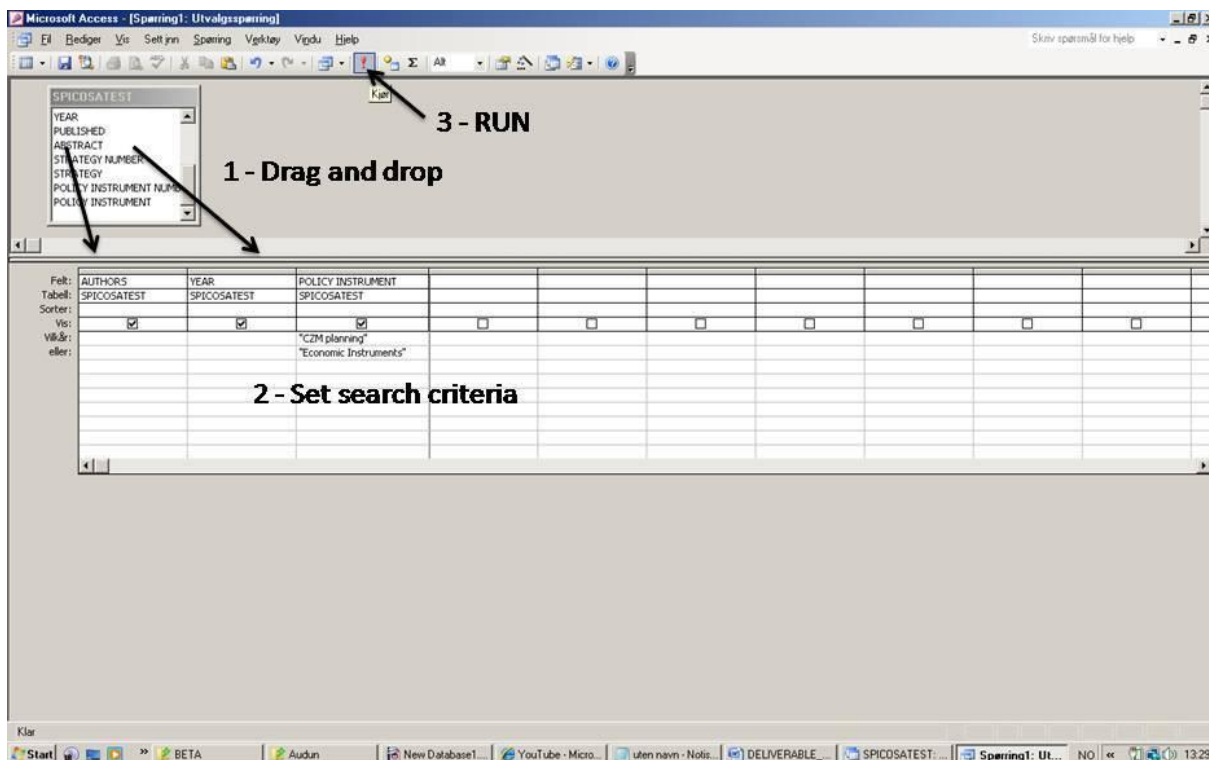 Microsoft Access - [Spørring1: Utvalgsspørring]
Fil Rediger Vis Sett inn Spørring Verktøy Vindu Hjelp
Skriv spørsmål for hjelp
Alt
Kjør
SPICOSATEST
YEAR
PUBLISHED
ABSTRACT
STRATEGY NUMBER
STRATEGY
POLICY INSTRUMENT NUMB
POLICY INSTRUMENT
3 - RUN
1 - Drag and drop
Felt: AUTHORS YEAR POLICY INSTRUMENT
Tabell: SPICOSATEST SPICOSATEST SPICOSATEST
Sorter:
Vis:
Vilkår: "CZM planning"
eller: "Economic Instruments"
2 - Set search criteria
Klar
Start » BETA Audun New Database1... YouTube - Micro... uten navn - Notis... DELIVERABLE_... SPICOSATEST: ... Spørring1: Ut... NO « 13:29